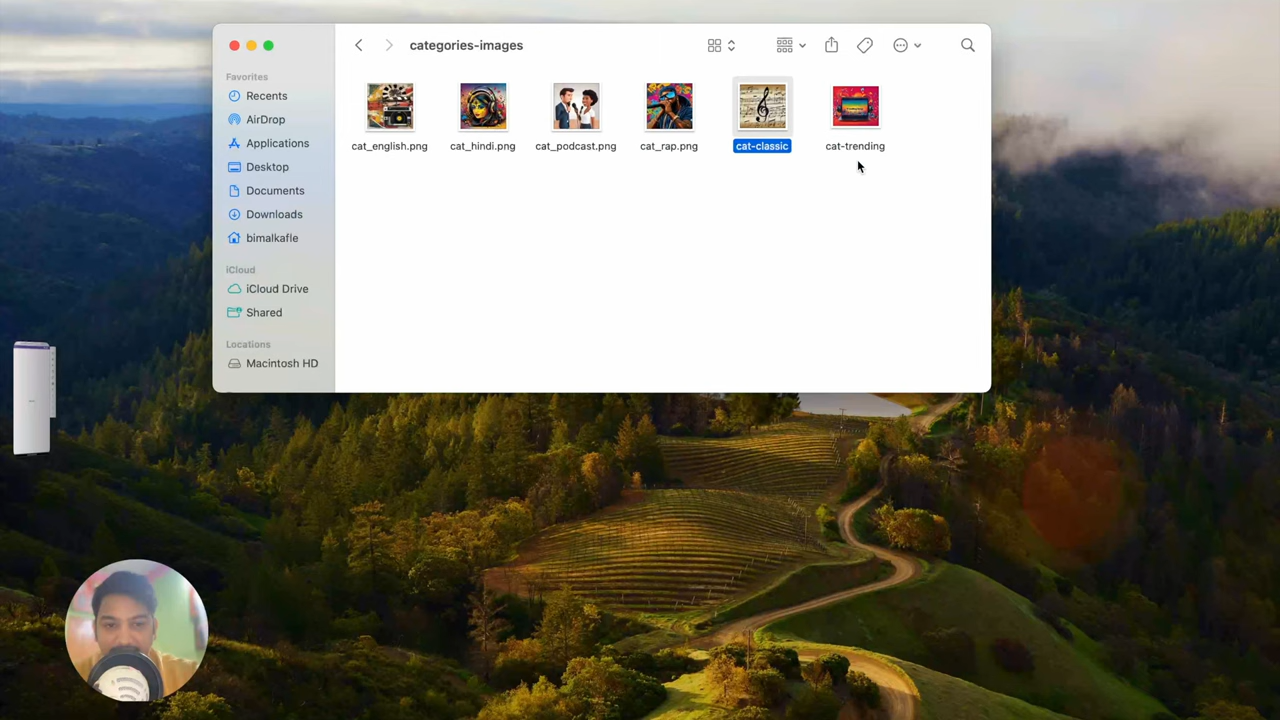 categories-images
Favorites
Recents
AirDrop
Applications
Desktop
Documents
Downloads
bimalkafle
iCloud
iCloud Drive
Shared
Locations
Macintosh HD
cat_english.png
cat_hindi.png
cat_podcast.png
cat_rap.png
cat-classic
cat-trending